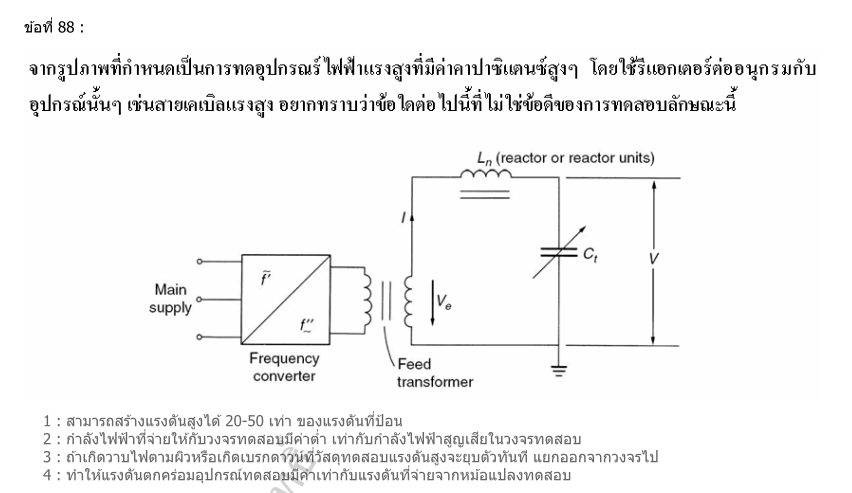 ข้อที่ 88 :
จากรูปภาพที่กำหนดเป็นการทดอุปกรณร์ไฟฟ้าแรงสูงที่มีค่าคาปาซิแตนซ์สูงๆ โดยใช้รีแอกเตอร์ต่ออนุกรมกับ
อุปกรณ์นั้นๆ เช่นสายเคเบิลแรงสูง อยากทราบว่าข้อใดต่อไปนี้ที่ไม่ใช่ข้อดีของการทดสอบลักษณะนี้
Lₙ (reactor or reactor units)
I
Cₜ
V
f̃'
Main
supply
Vₑ
f''
~
Frequency
converter
Feed
transformer
1 : สามารถสร้างแรงดันสูงได้ 20-50 เท่า ของแรงดันที่ป้อน
2 : กำลังไฟฟ้าที่จ่ายให้กับวงจรทดสอบมีค่าต่ำ เท่ากับกำลังไฟฟ้าสูญเสียในวงจรทดสอบ
3 : ถ้าเกิดวาบไฟตามผิวหรือเกิดเบรกดาวน์ที่วัสดุทดสอบแรงดันสูงจะยุบตัวทันที แยกออกจากวงจรไป
4 : ทำให้แรงดันตกคร่อมอุปกรณ์ทดสอบมีค่าเท่ากับแรงดันที่จ่ายจากหม้อแปลงทดสอบ